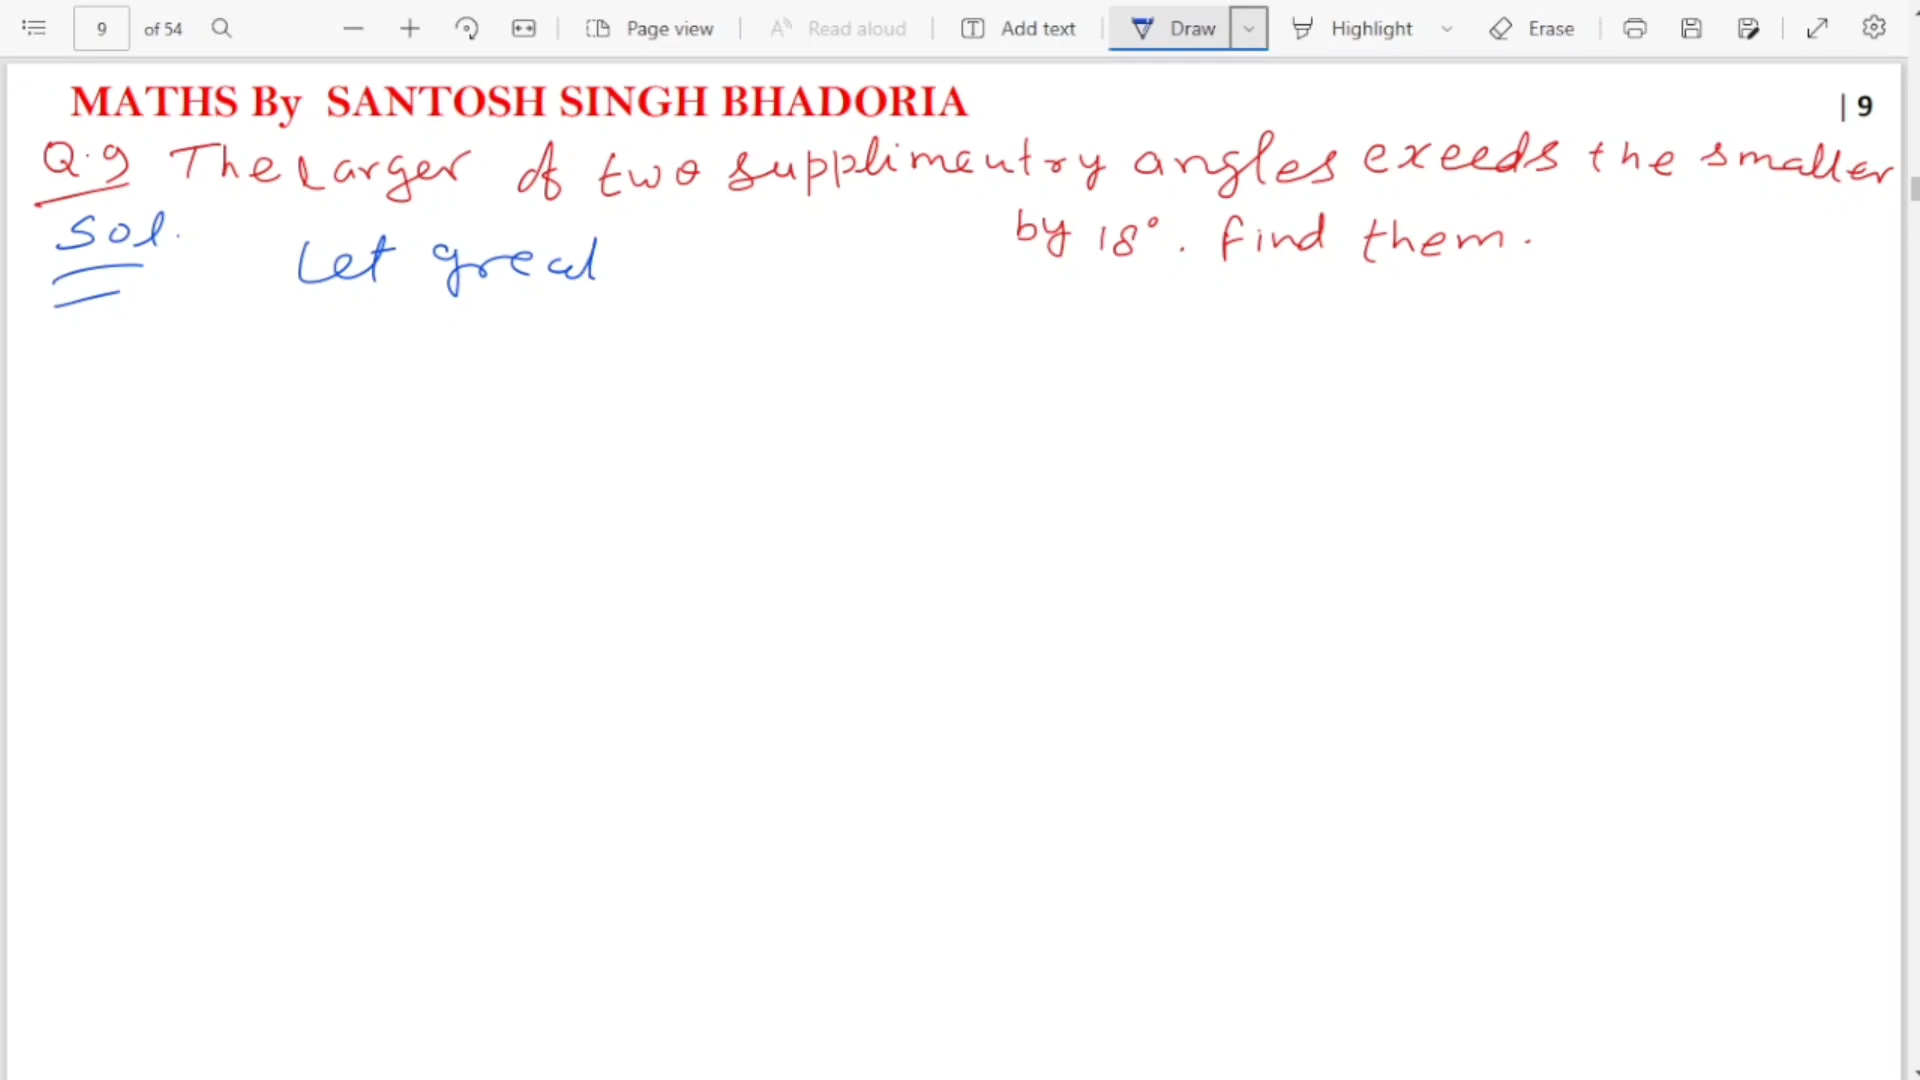 9 of 54 Page view Read aloud Add text Draw Highlight Erase
MATHS By SANTOSH SINGH BHADORIA | 9
Q.9 The Larger of two supplimentry angles exeeds the smaller
by 18°. find them.
Sol.
Let great